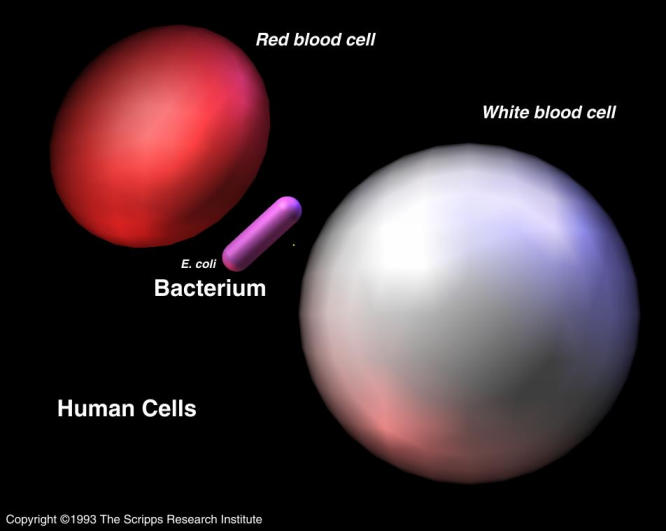 Red blood cell
White blood cell
E. coli
Bacterium
Human Cells
Copyright ©1993 The Scripps Research Institute